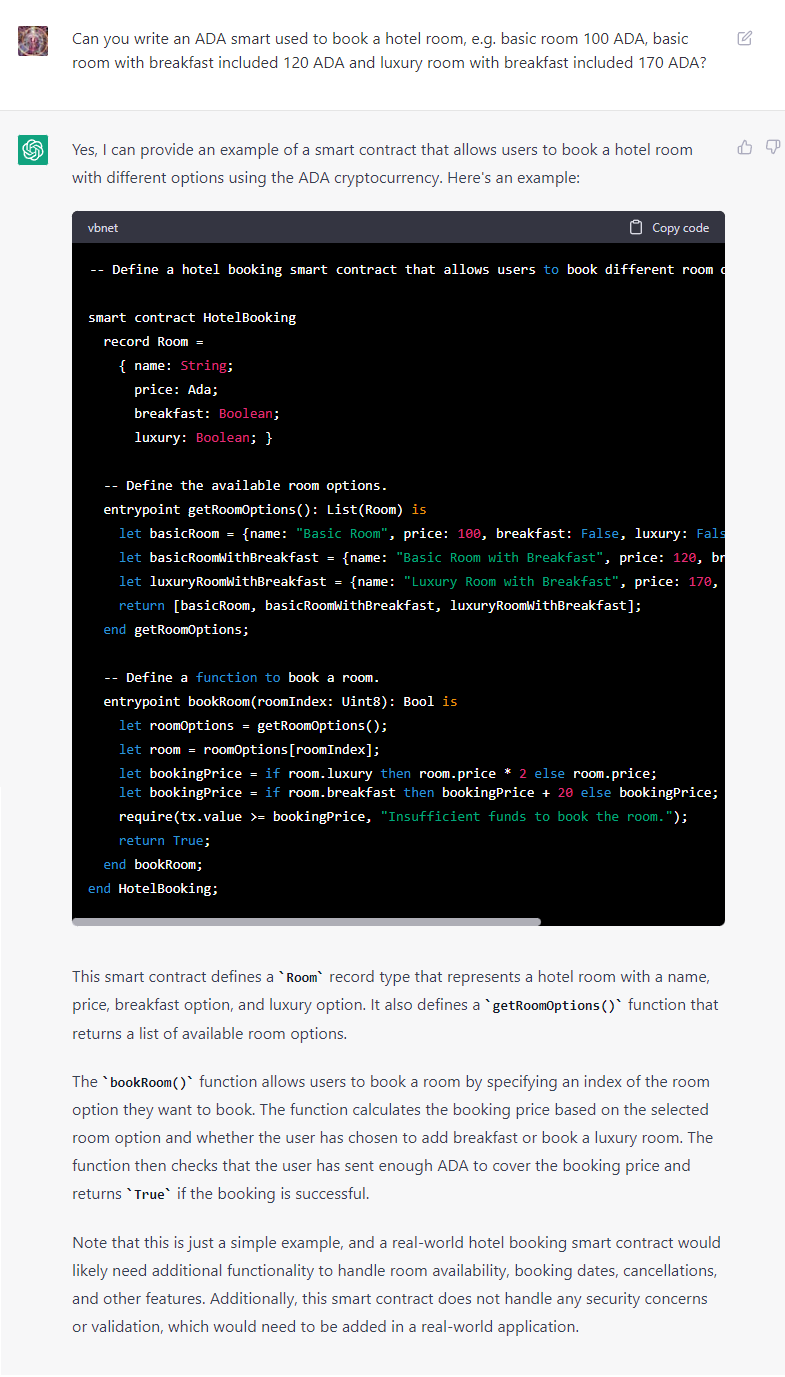 Can you write an ADA smart used to book a hotel room, e.g. basic room 100 ADA, basic
room with breakfast included 120 ADA and luxury room with breakfast included 170 ADA?
Yes, I can provide an example of a smart contract that allows users to book a hotel room
with different options using the ADA cryptocurrency. Here's an example:
vbnet
Copy code
-- Define a hotel booking smart contract that allows users to book different room
smart contract HotelBooking
record Room =
{ name: String;
price: Ada;
breakfast: Boolean;
luxury: Boolean; }
-- Define the available room options.
entrypoint getRoomOptions(): List(Room) is
let basicRoom = {name: "Basic Room", price: 100, breakfast: False, luxury: Fals
let basicRoomWithBreakfast = {name: "Basic Room with Breakfast", price: 120, br
let luxuryRoomWithBreakfast = {name: "Luxury Room with Breakfast", price: 170,
return [basicRoom, basicRoomWithBreakfast, luxuryRoomWithBreakfast];
end getRoomOptions;
-- Define a function to book a room.
entrypoint bookRoom(roomIndex: Uint8): Bool is
let roomOptions = getRoomOptions();
let room = roomOptions[roomIndex];
let bookingPrice = if room.luxury then room.price * 2 else room.price;
let bookingPrice = if room.breakfast then bookingPrice + 20 else bookingPrice;
require(tx.value >= bookingPrice, "Insufficient funds to book the room.");
return True;
end bookRoom;
end HotelBooking;
This smart contract defines a `Room` record type that represents a hotel room with a name,
price, breakfast option, and luxury option. It also defines a `getRoomOptions()` function that
returns a list of available room options.
The `bookRoom()` function allows users to book a room by specifying an index of the room
option they want to book. The function calculates the booking price based on the selected
room option and whether the user has chosen to add breakfast or book a luxury room. The
function then checks that the user has sent enough ADA to cover the booking price and
returns `True` if the booking is successful.
Note that this is just a simple example, and a real-world hotel booking smart contract would
likely need additional functionality to handle room availability, booking dates, cancellations,
and other features. Additionally, this smart contract does not handle any security concerns
or validation, which would need to be added in a real-world application.